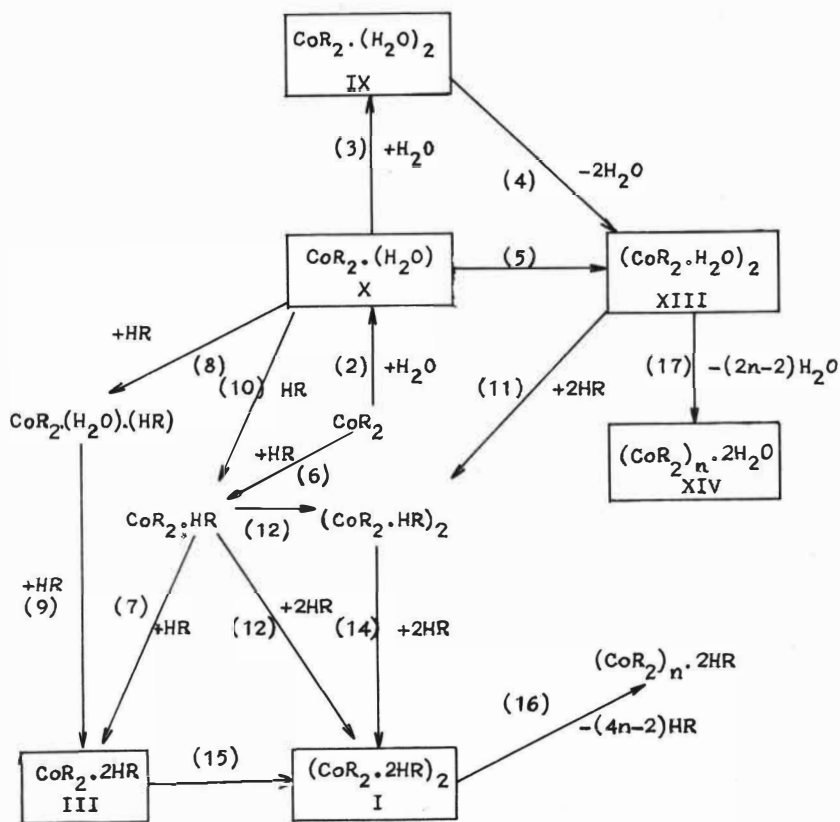 CoR₂.(H₂O)₂
IX
(3) +H₂O
(4) -2H₂O
CoR₂.(H₂O)
X
(5)
(CoR₂.H₂O)₂
XIII
+HR
(8)
(10) HR
(2) +H₂O
(11) +2HR
(17) -(2n-2)H₂O
CoR₂.(H₂O).(HR)
CoR₂
+HR
(6)
(CoR₂)ₙ.2H₂O
XIV
CoR₂.HR
(12)
(CoR₂.HR)₂
+HR
(9)
(7) +HR
(12) +2HR
(14) +2HR
(CoR₂)ₙ.2HR
(16)
-(4n-2)HR
CoR₂.2HR
III
(15)
(CoR₂.2HR)₂
I